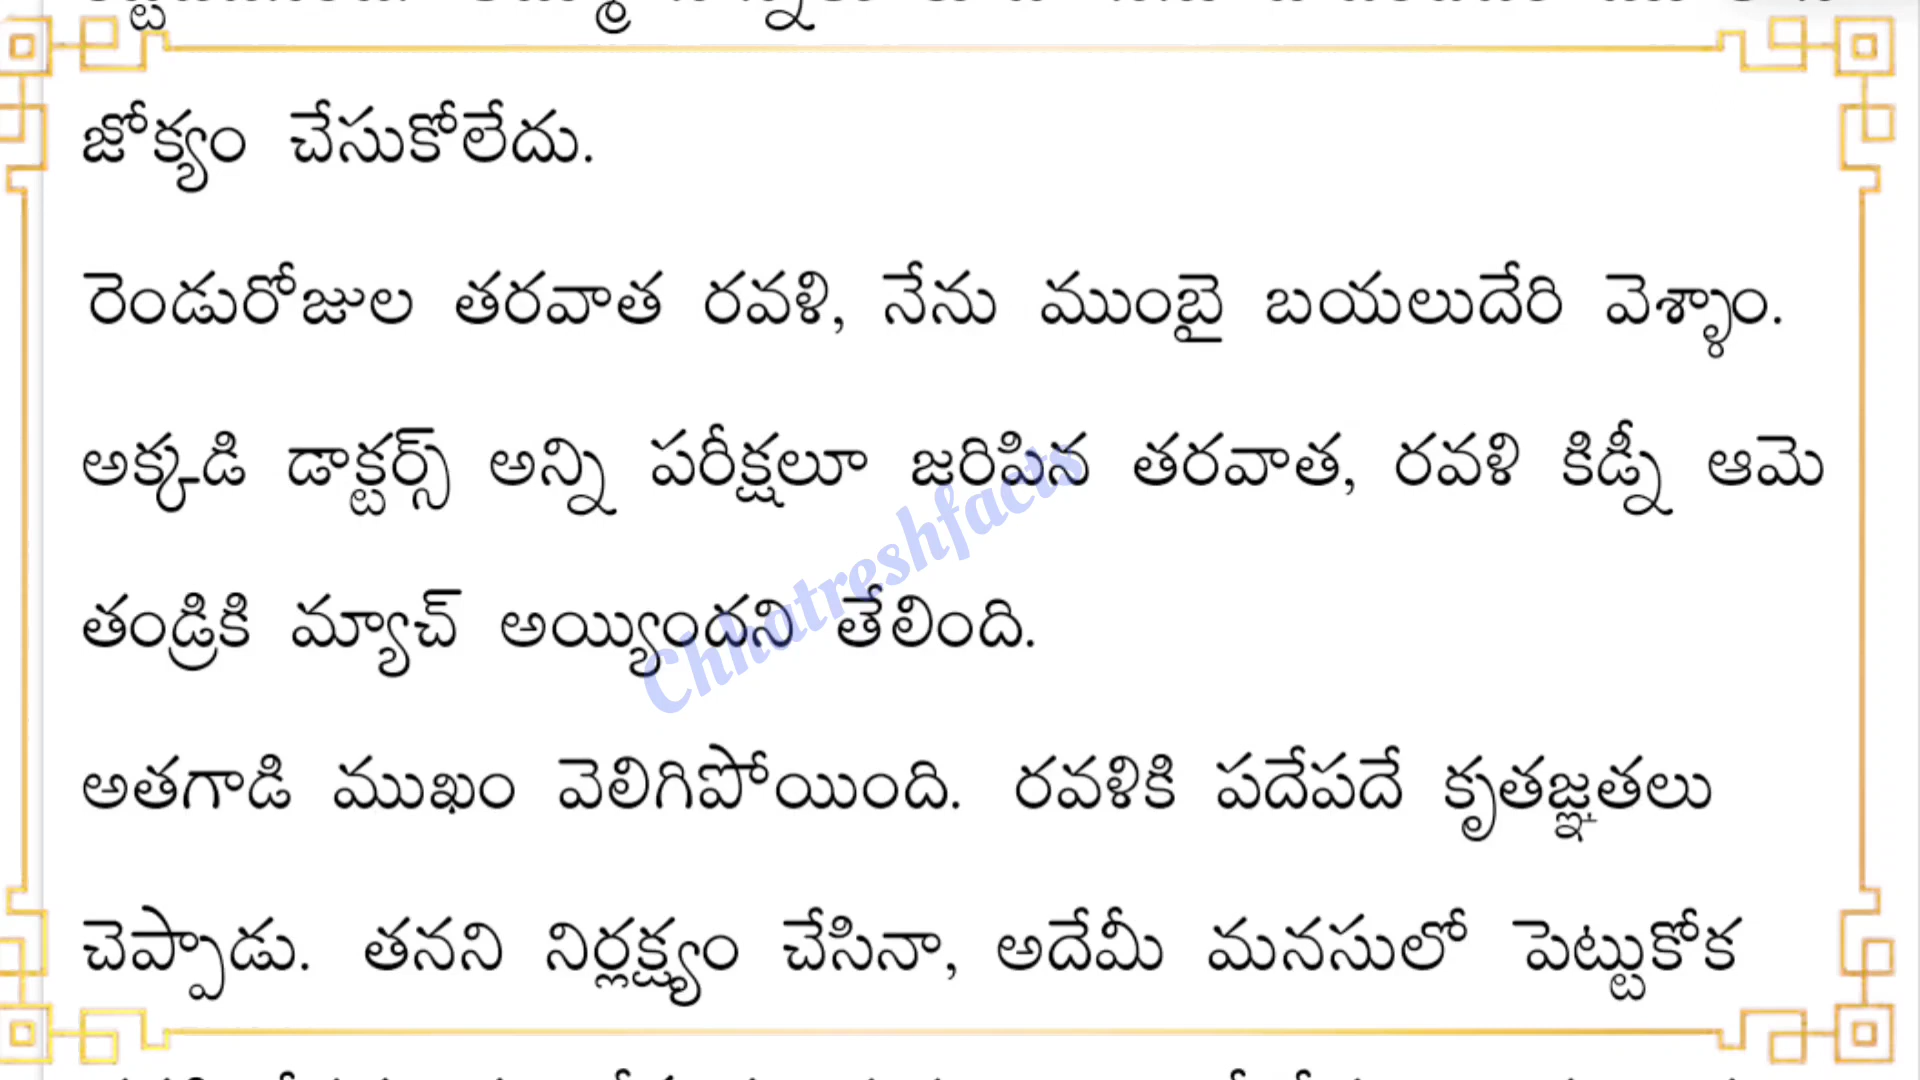 జోక్యం చేసుకోలేదు.
రెండురోజుల తరవాత రవళి, నేను ముంబై బయలుదేరి వెళ్ళాం.
అక్కడి డాక్టర్స్ అన్ని పరీక్షలూ జరిపిన తరవాత, రవళి కిడ్నీ ఆమె
తండ్రికి మ్యాచ్ అయ్యిందని తేలింది.
Chhatreshfacts
అతగాడి ముఖం వెలిగిపోయింది. రవళికి పదేపదే కృతజ్ఞతలు
చెప్పాడు. తనని నిర్లక్ష్యం చేసినా, అదేమీ మనసులో పెట్టుకోక